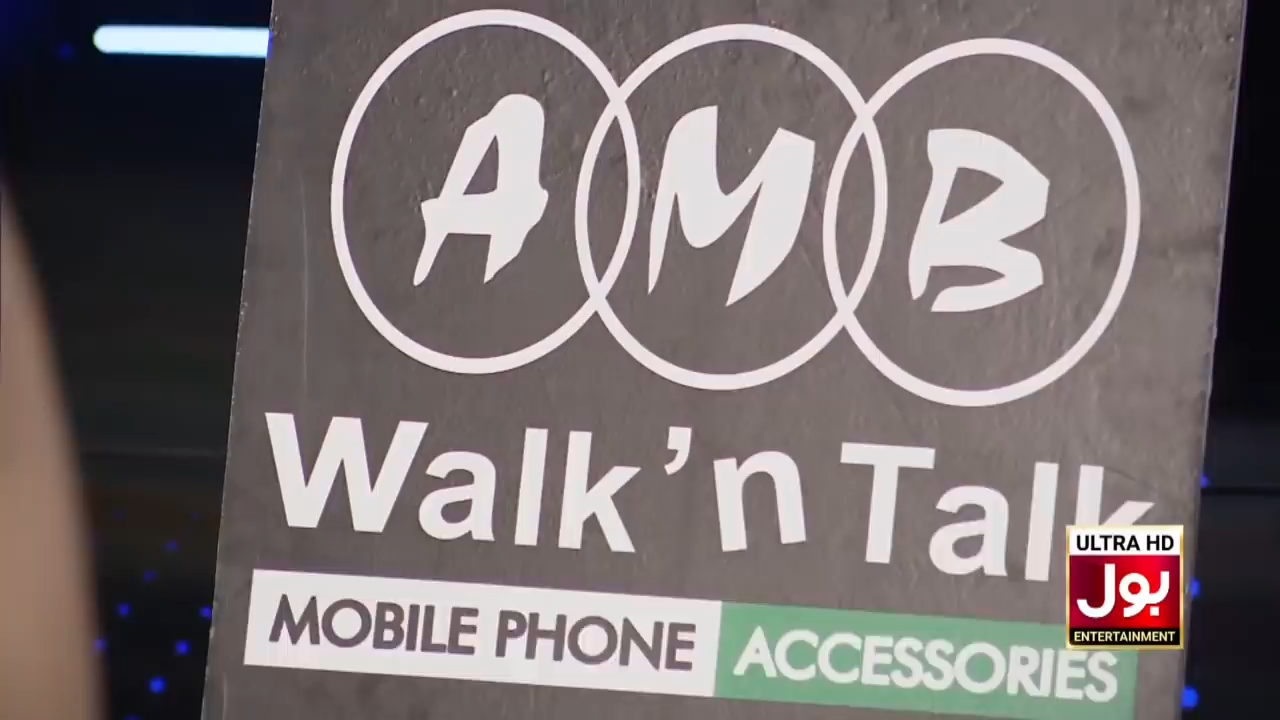 AMB
Walk'n Talk
MOBILE PHONE ACCESSORIES
ULTRA HD
بول
ENTERTAINMENT